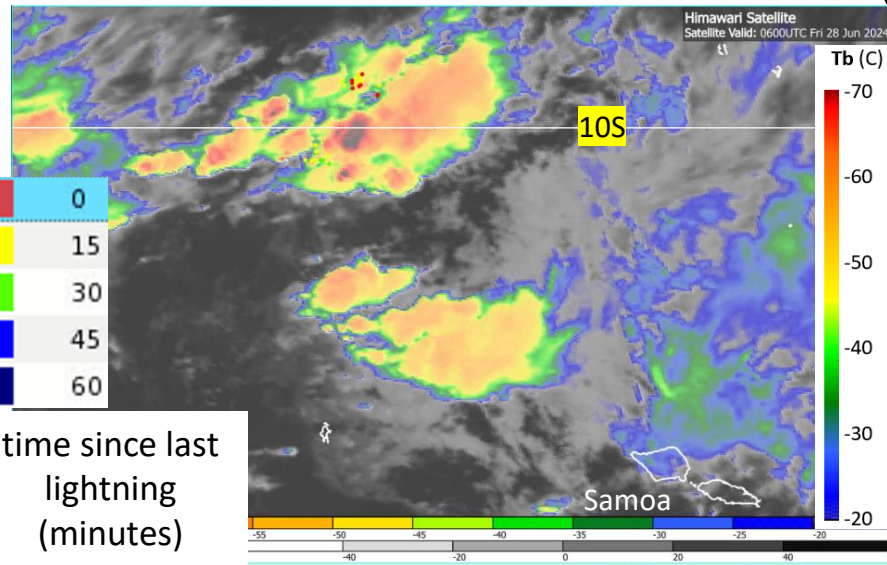 Himawari Satellite
Satellite Valid: 0600UTC Fri 28 Jun 2024
Tb (C)
-70
10S
-60
0
15
-50
30
45
-40
60
-30
time since last
lightning
(minutes)
Samoa
-20
-55 -50 -45 -40 -35 -30 -25 -20
-40 -20 0 20 40